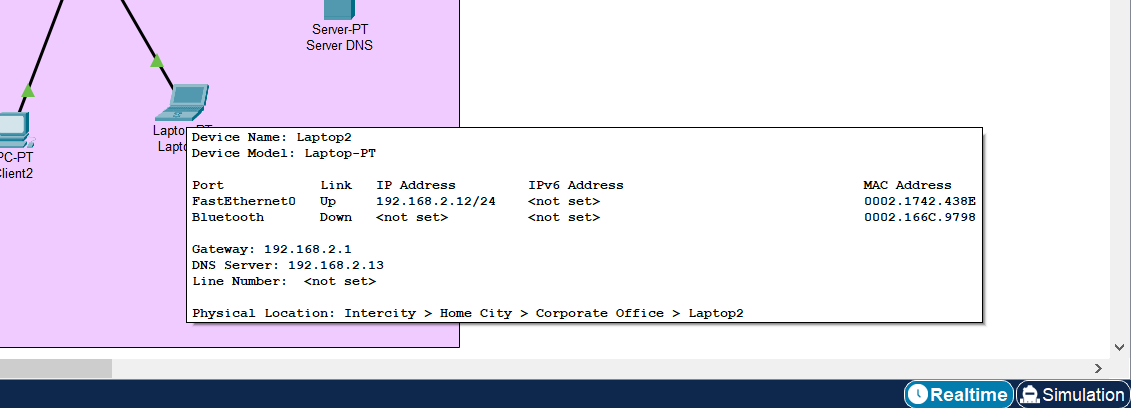 Server-PT
Server DNS
PC-PT
Client2
Device Name: Laptop2
Device Model: Laptop-PT
Port Link IP Address IPv6 Address MAC Address
FastEthernet0 Up 192.168.2.12/24 <not set> 0002.1742.438E
Bluetooth Down <not set> <not set> 0002.166C.9798
Gateway: 192.168.2.1
DNS Server: 192.168.2.13
Line Number: <not set>
Physical Location: Intercity > Home City > Corporate Office > Laptop2
Realtime
Simulation